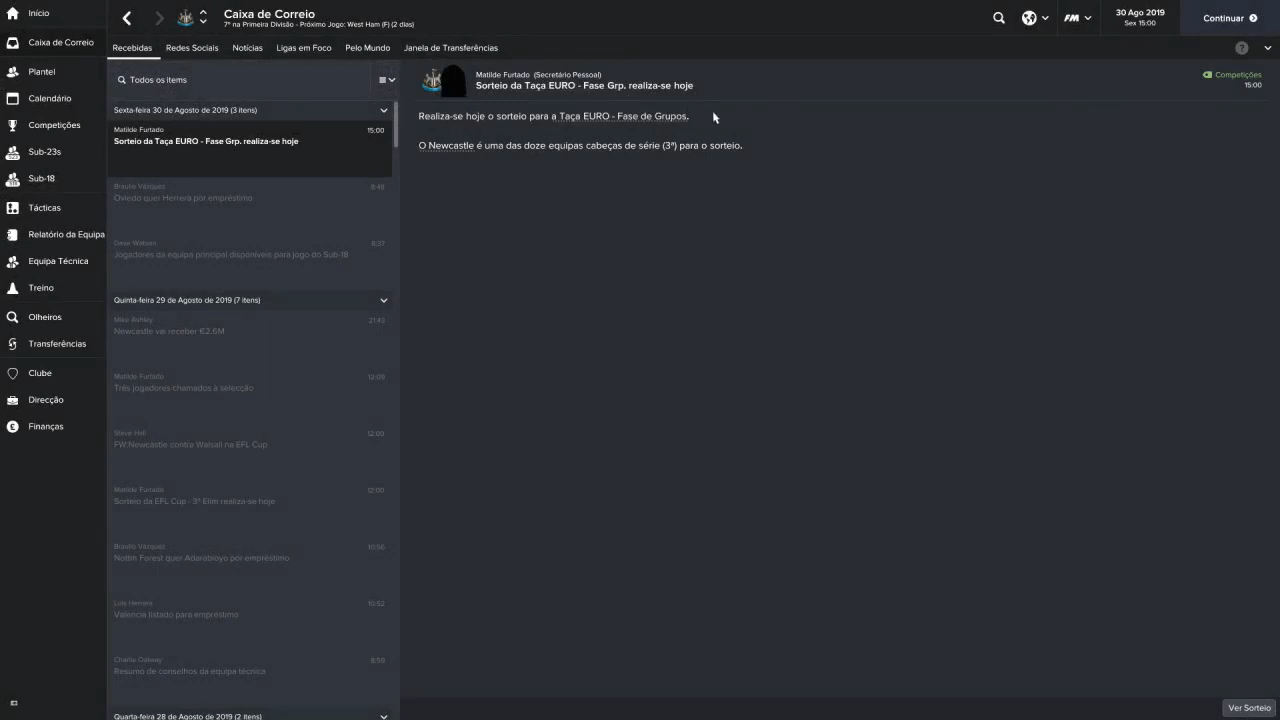 Início
Caixa de Correio
Plantel
Calendário
Competições
Sub-23s
Sub-18
Tácticas
Relatório da Equipa
Equipa Técnica
Treino
Olheiros
Transferências
Clube
Direcção
Finanças
Caixa de Correio
7º na Primeira Divisão - Próximo Jogo: West Ham (F) (2 dias)
FM
30 Ago 2019
Sex 15:00
Continuar
Recebidas Redes Sociais Notícias Ligas em Foco Pelo Mundo Janela de Transferências
Todos os items
Sexta-feira 30 de Agosto de 2019 (3 itens)
Matilde Furtado 15:00
Sorteio da Taça EURO - Fase Grp. realiza-se hoje
Braulio Vázquez 8:48
Oviedo quer Herrera por empréstimo
Dave Watson 8:37
Jogadores da equipa principal disponíveis para jogo do Sub-18
Quinta-feira 29 de Agosto de 2019 (7 itens)
Mike Ashley 21:43
Newcastle vai receber €2.6M
Matilde Furtado 12:09
Três jogadores chamados à selecção
Steve Hall 12:00
FW:Newcastle contra Walsall na EFL Cup
Matilde Furtado 12:00
Sorteio da EFL Cup - 3ª Elim realiza-se hoje
Braulio Vázquez 10:56
Nottm Forest quer Adarabioyo por empréstimo
Luis Herrera 10:52
Valencia listado para empréstimo
Charlie Oatway 8:59
Resumo de conselhos da equipa técnica
Quarta-feira 28 de Agosto de 2019 (2 itens)
Matilde Furtado (Secretário Pessoal)
Sorteio da Taça EURO - Fase Grp. realiza-se hoje
Competições
15:00
Realiza-se hoje o sorteio para a Taça EURO - Fase de Grupos.
O Newcastle é uma das doze equipas cabeças de série (3ª) para o sorteio.
Ver Sorteio